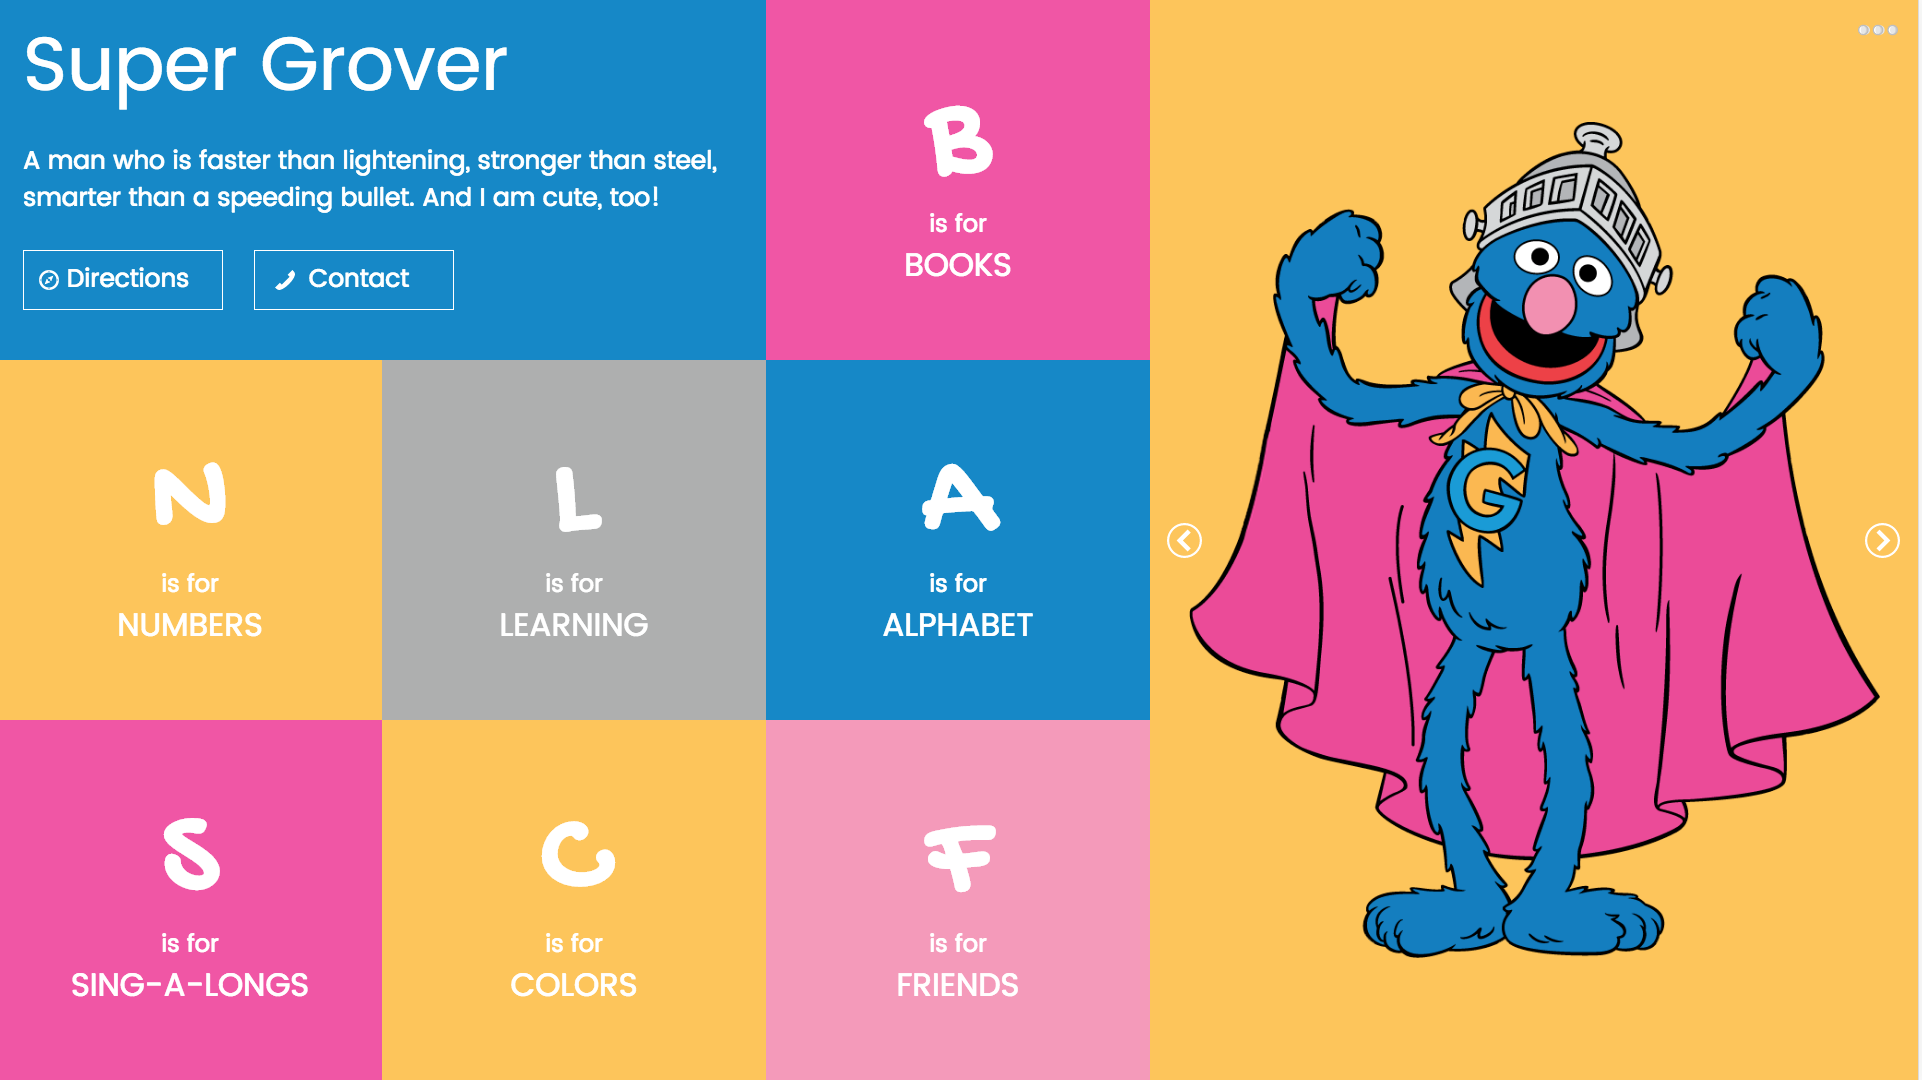 Super Grover
A man who is faster than lightening, stronger than steel,
smarter than a speeding bullet. And I am cute, too!
Directions
Contact
B
is for
BOOKS
N
is for
NUMBERS
L
is for
LEARNING
A
is for
ALPHABET
S
is for
SING-A-LONGS
C
is for
COLORS
F
is for
FRIENDS
G